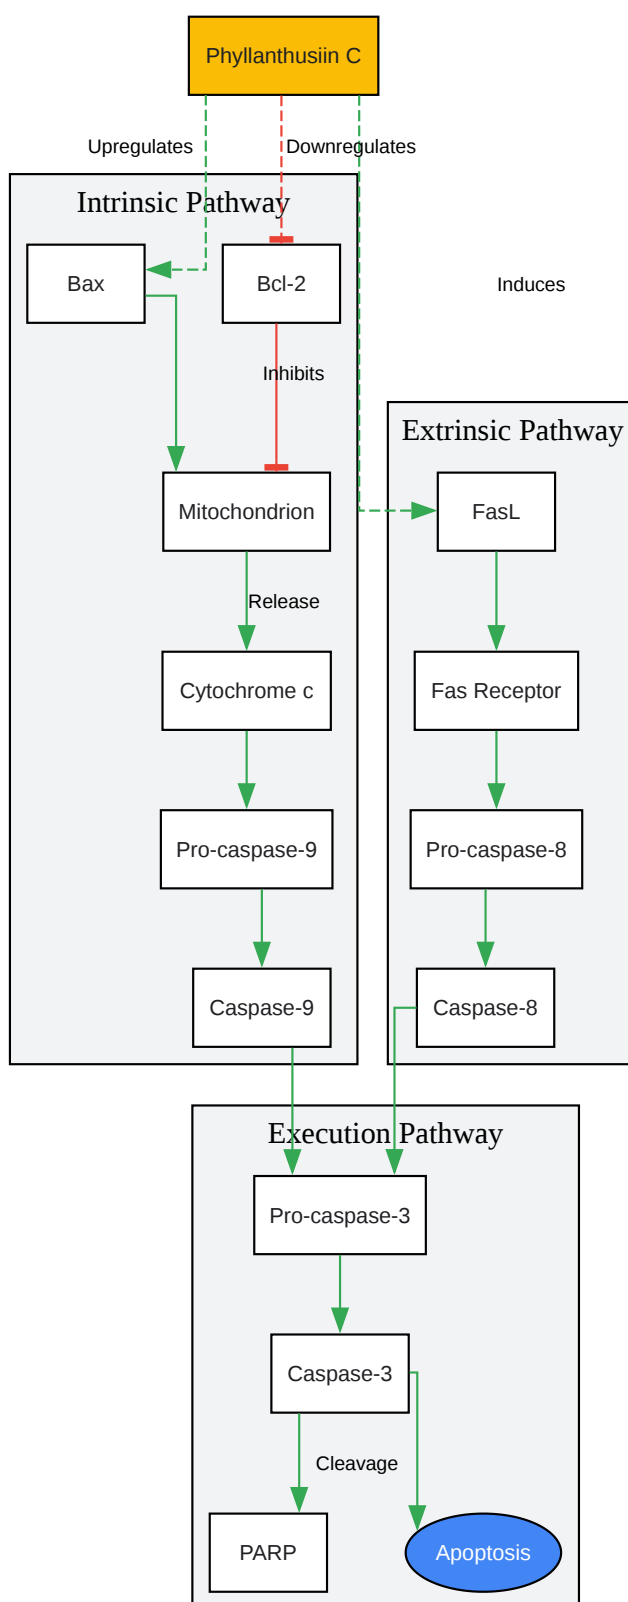 Phyllanthusiin C
Upregulates
Downregulates
Intrinsic Pathway
Bax
Bcl-2
Induces
Inhibits
Extrinsic Pathway
Mitochondrion
FasL
Release
Cytochrome c
Fas Receptor
Pro-caspase-9
Pro-caspase-8
Caspase-9
Caspase-8
Execution Pathway
Pro-caspase-3
Caspase-3
Cleavage
PARP
Apoptosis